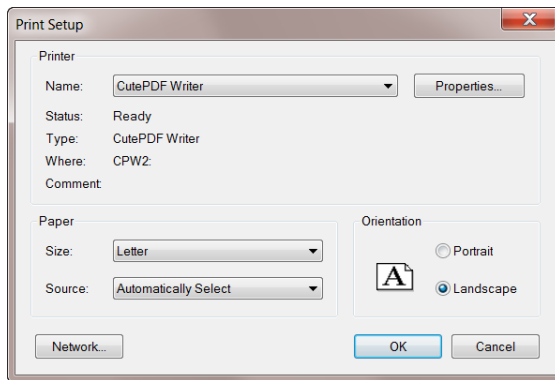 Print Setup
Printer
Name: CutePDF Writer Properties...
Status: Ready
Type: CutePDF Writer
Where: CPW2:
Comment:
Paper
Size: Letter
Source: Automatically Select
Orientation
A
Portrait
Landscape
Network... OK Cancel